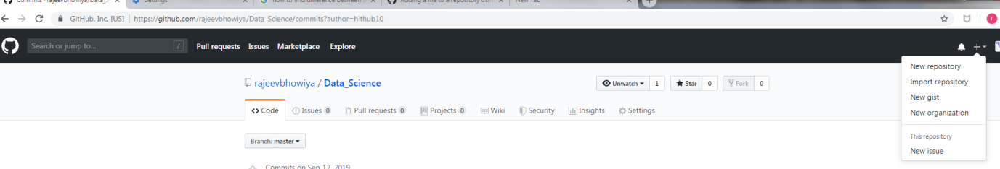 Commits · rajeevbhowiya/Data_S
Settings
how to find difference between
Adding a file to a repository usin
New Tab
GitHub, Inc. [US] | https://github.com/rajeevbhowiya/Data_Science/commits?author=hithub10
r
Search or jump to... /
Pull requests Issues Marketplace Explore
New repository
Import repository
New gist
New organization
This repository
New issue
rajeevbhowiya / Data_Science
Unwatch 1 Star 0 Fork 0
Code Issues 0 Pull requests 0 Projects 0 Wiki Security Insights Settings
Branch: master
Commits on Sep 12, 2019